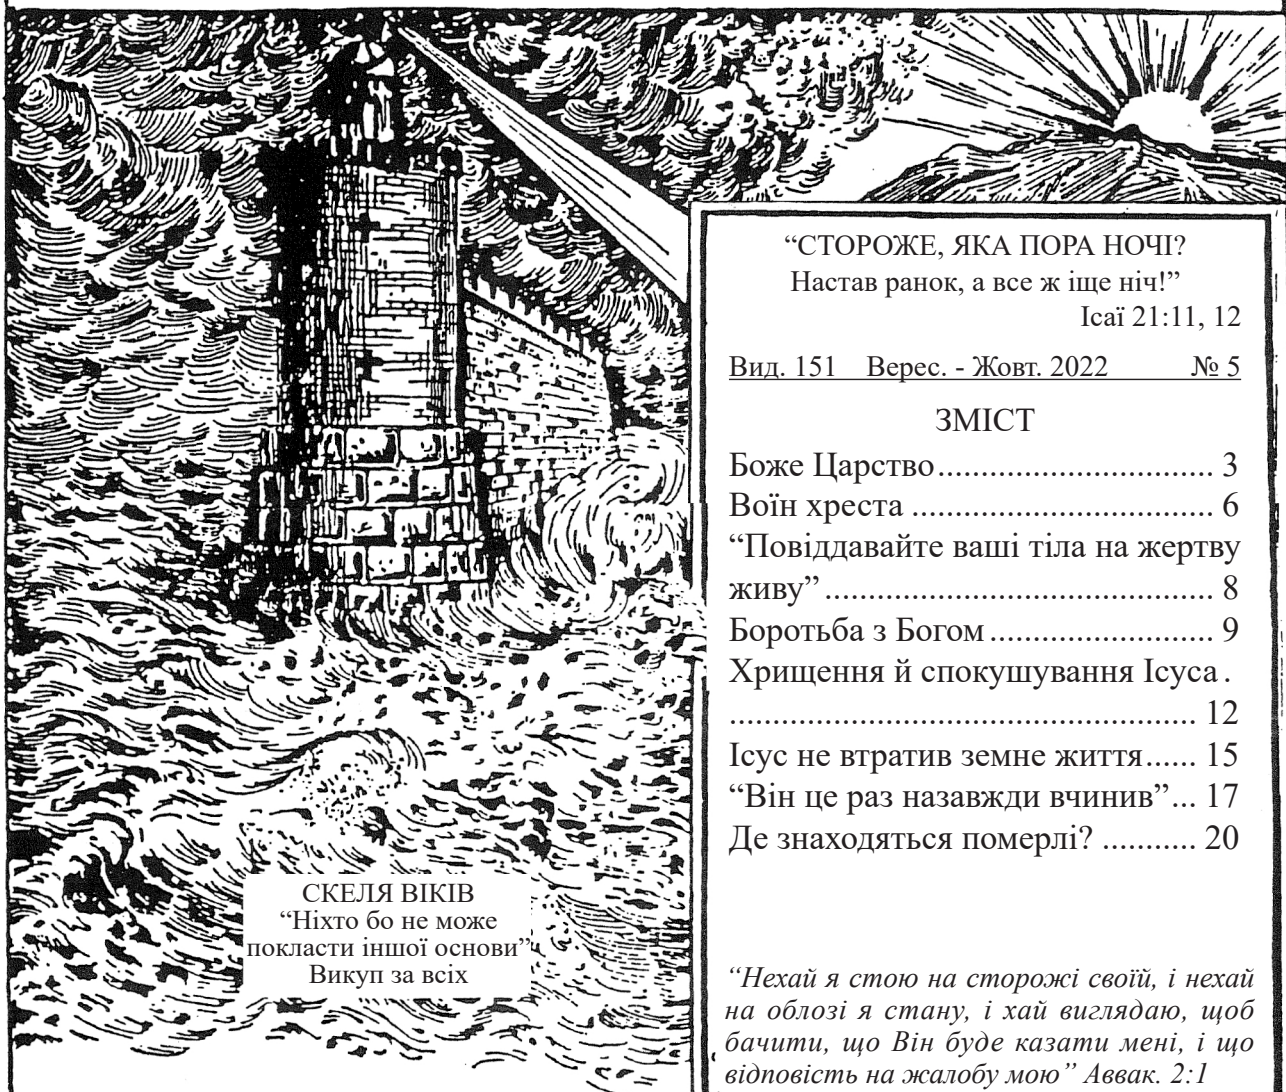 “СТОРОЖЕ, ЯКА ПОРА НОЧІ?
Настав ранок, а все ж іще ніч!”
Ісаї 21:11, 12
Вид. 151 Верес. - Жовт. 2022 № 5
ЗМІСТ
Боже Царство.................................. 3
Воїн хреста ..................................... 6
“Повіддавайте ваші тіла на жертву
живу” ............................................... 8
Боротьба з Богом ........................... 9
Хрищення й спокушування Ісуса .
........................................................ 12
Ісус не втратив земне життя...... 15
“Він це раз назавжди вчинив”... 17
Де знаходяться померлі? ........... 20
СКЕЛЯ ВІКІВ
“Ніхто бо не може
покласти іншої основи”
Викуп за всіх
“Нехай я стою на сторожі своїй, і нехай
на облозі я стану, і хай виглядаю, щоб
бачити, що Він буде казати мені, і що
відповість на жалобу мою” Аввак. 2:1